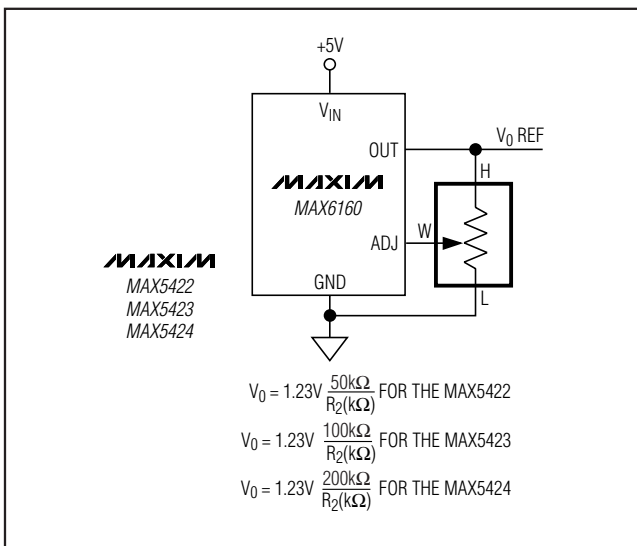 +5V
V_IN
OUT
V_0 REF
H
MAXIM
MAX6160
ADJ
W
MAXIM
MAX5422
MAX5423
MAX5424
GND
L
V_0 = 1.23V 50kΩ/R_2(kΩ) FOR THE MAX5422
V_0 = 1.23V 100kΩ/R_2(kΩ) FOR THE MAX5423
V_0 = 1.23V 200kΩ/R_2(kΩ) FOR THE MAX5424